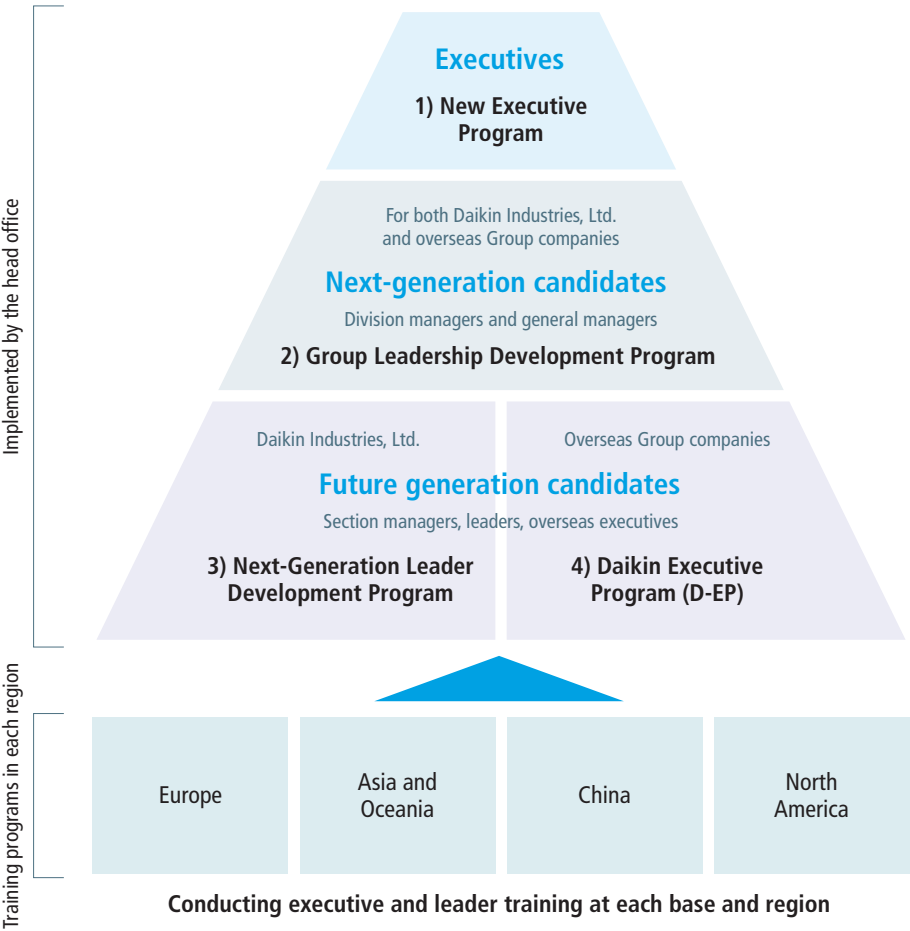 Implemented by the head office
Executives
1) New Executive
Program
For both Daikin Industries, Ltd.
and overseas Group companies
Next-generation candidates
Division managers and general managers
2) Group Leadership Development Program
Daikin Industries, Ltd.
Overseas Group companies
Future generation candidates
Section managers, leaders, overseas executives
3) Next-Generation Leader
Development Program
4) Daikin Executive
Program (D-EP)
Training programs in each region
Europe
Asia and
Oceania
China
North
America
Conducting executive and leader training at each base and region